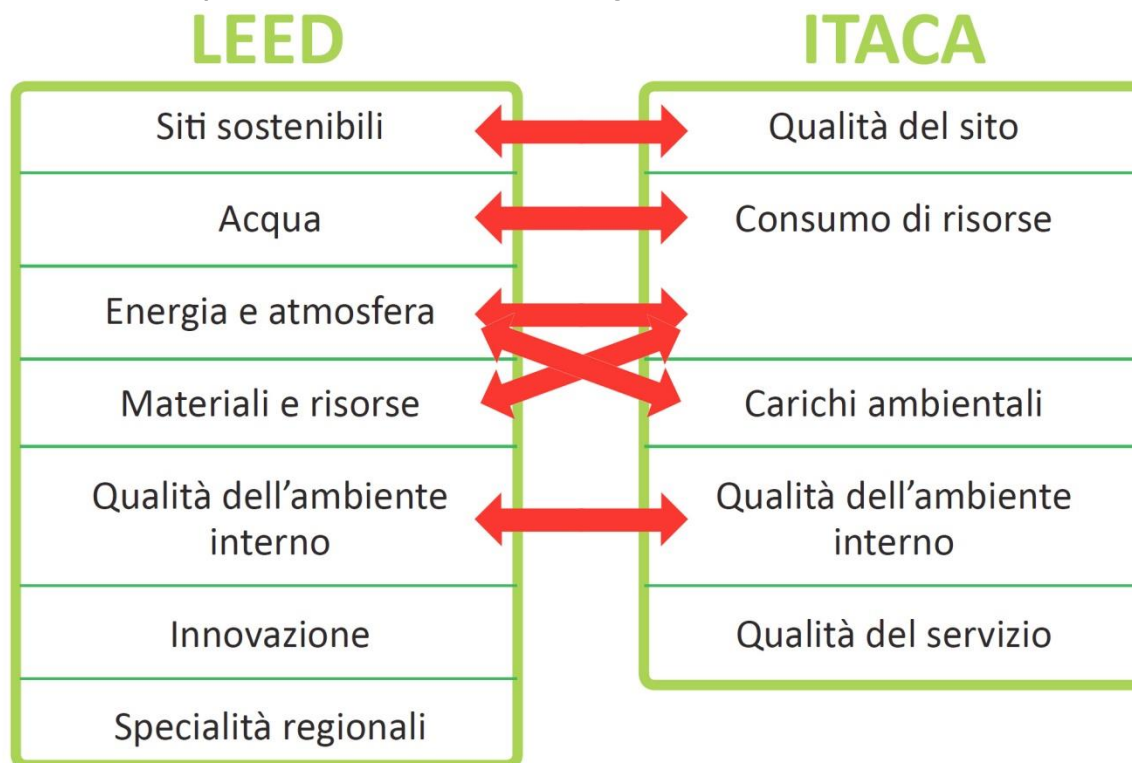 LEED
ITACA
Siti sostenibili
Qualità del sito
Acqua
Consumo di risorse
Energia e atmosfera
Materiali e risorse
Carichi ambientali
Qualità dell’ambiente
interno
Qualità dell’ambiente
interno
Innovazione
Qualità del servizio
Specialità regionali